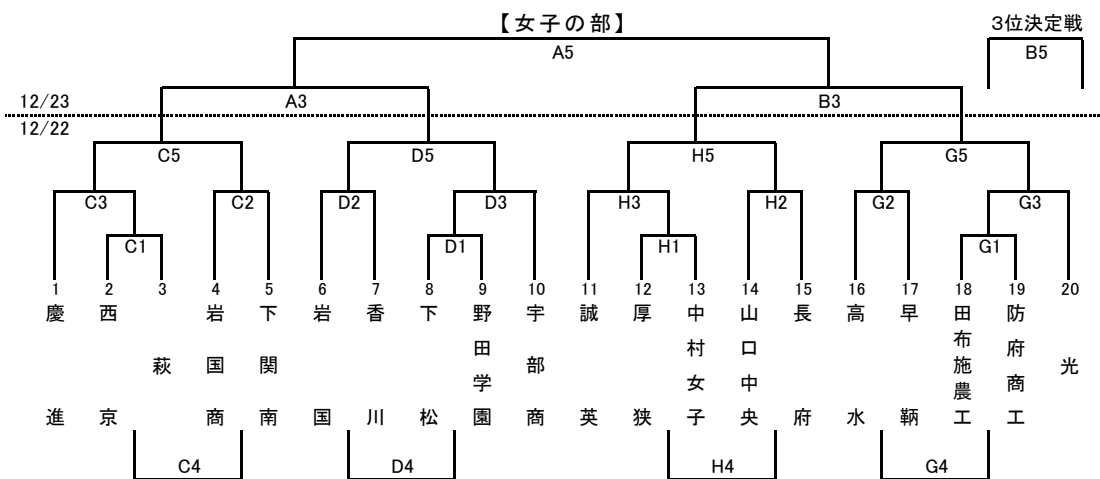 【女子の部】
3位決定戦
A5
B5
12/23
A3
B3
12/22
C5
D5
H5
G5
C3
C2
D2
D3
H3
H2
G2
G3
C1
D1
H1
G1
1 2 3 4 5 6 7 8 9 10 11 12 13 14 15 16 17 18 19 20
慶進
西京
萩
岩国商
下関南
岩国
香川
下松
野田学園
宇部商
誠英
厚狭
中村女子
山口中央
長府
高水
早鞆
田布施農工
防府商工
光
C4
D4
H4
G4